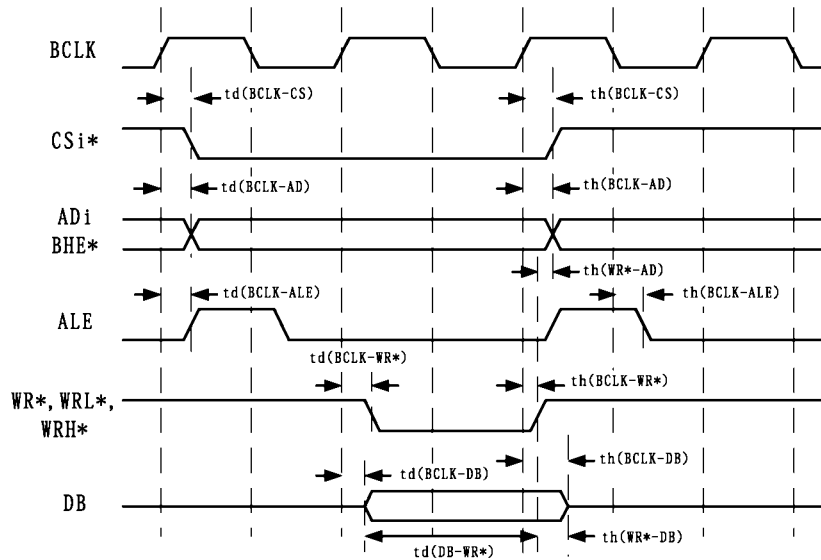 BCLK
td(BCLK-CS) th(BCLK-CS)
CSi*
td(BCLK-AD) th(BCLK-AD)
ADi
BHE*
th(WR*-AD)
td(BCLK-ALE) th(BCLK-ALE)
ALE
td(BCLK-WR*)
th(BCLK-WR*)
WR*, WRL*,
WRH*
th(BCLK-DB)
td(BCLK-DB)
DB
td(DB-WR*) th(WR*-DB)